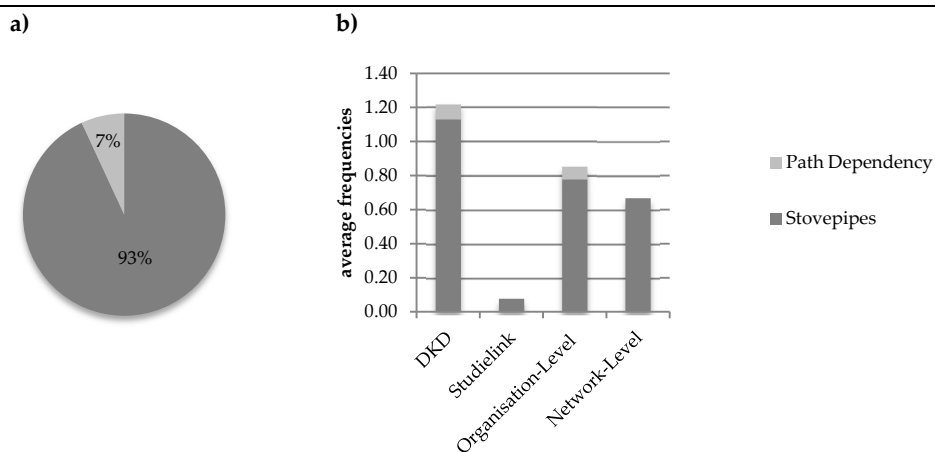 a)
b)
7%
93%
average frequencies
1.40
1.20
1.00
0.80
0.60
0.40
0.20
0.00
DKD
Studielink
Organisation-Level
Network-Level
Path Dependency
Stovepipes